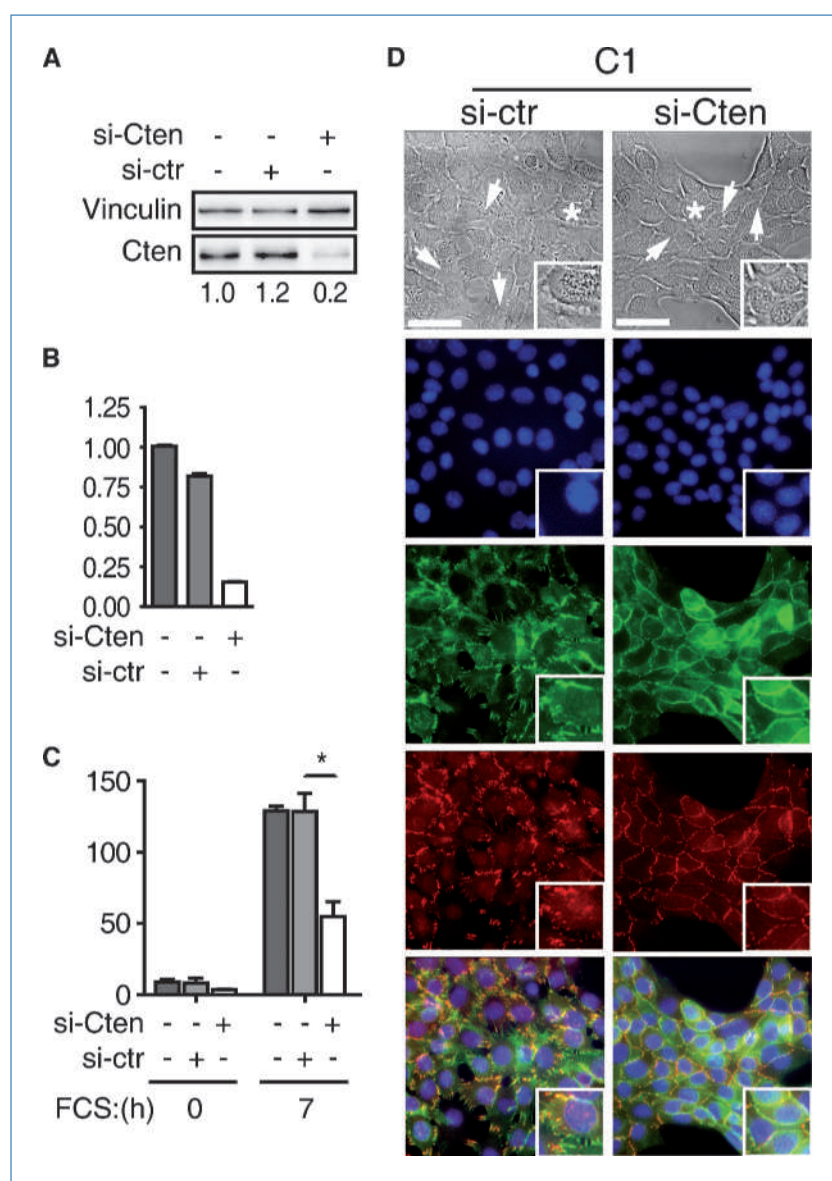 A
si-Cten - - +
si-ctr - + -
Vinculin
Cten
1.0 1.2 0.2
B
1.25
1.00
0.75
0.50
0.25
0.00
si-Cten - - +
si-ctr - + -
C
*
150
100
50
0
si-Cten - - + - - +
si-ctr - + - - + -
FCS:(h) 0 7
D
C1
si-ctr si-Cten
* *